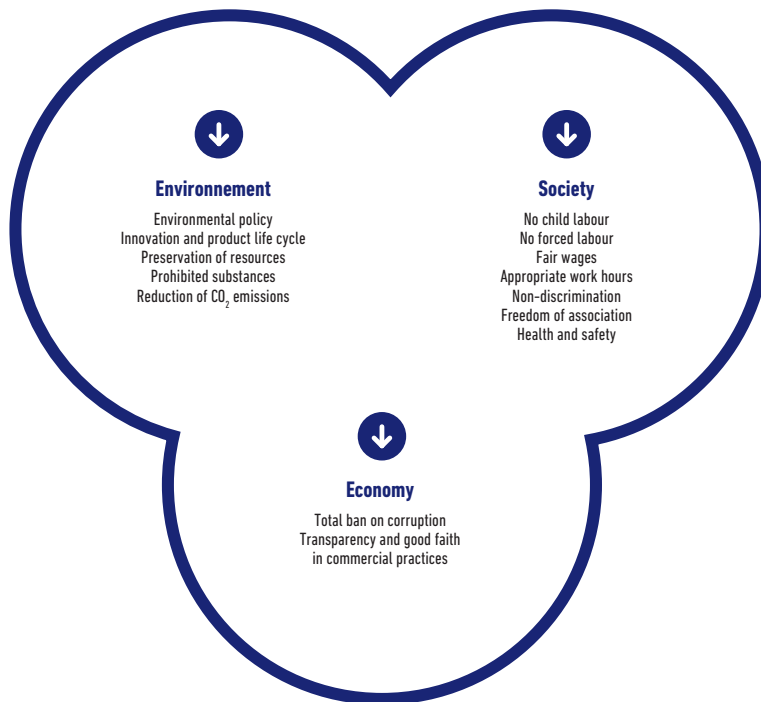 Environnement
Environmental policy
Innovation and product life cycle
Preservation of resources
Prohibited substances
Reduction of CO₂ emissions
Society
No child labour
No forced labour
Fair wages
Appropriate work hours
Non-discrimination
Freedom of association
Health and safety
Economy
Total ban on corruption
Transparency and good faith
in commercial practices